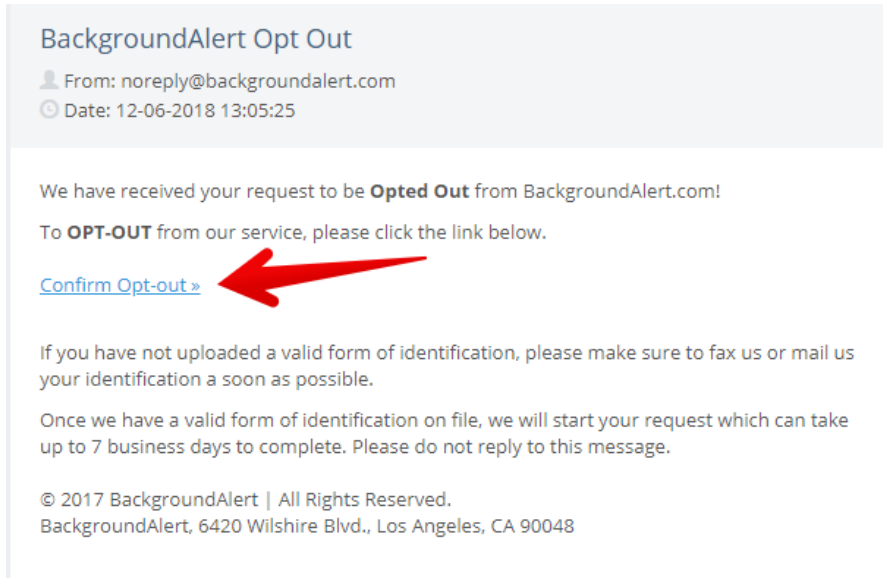 BackgroundAlert Opt Out
From: noreply@backgroundalert.com
Date: 12-06-2018 13:05:25
We have received your request to be Opted Out from BackgroundAlert.com!
To OPT-OUT from our service, please click the link below.
Confirm Opt-out »
If you have not uploaded a valid form of identification, please make sure to fax us or mail us
your identification a soon as possible.
Once we have a valid form of identification on file, we will start your request which can take
up to 7 business days to complete. Please do not reply to this message.
© 2017 BackgroundAlert | All Rights Reserved.
BackgroundAlert, 6420 Wilshire Blvd., Los Angeles, CA 90048